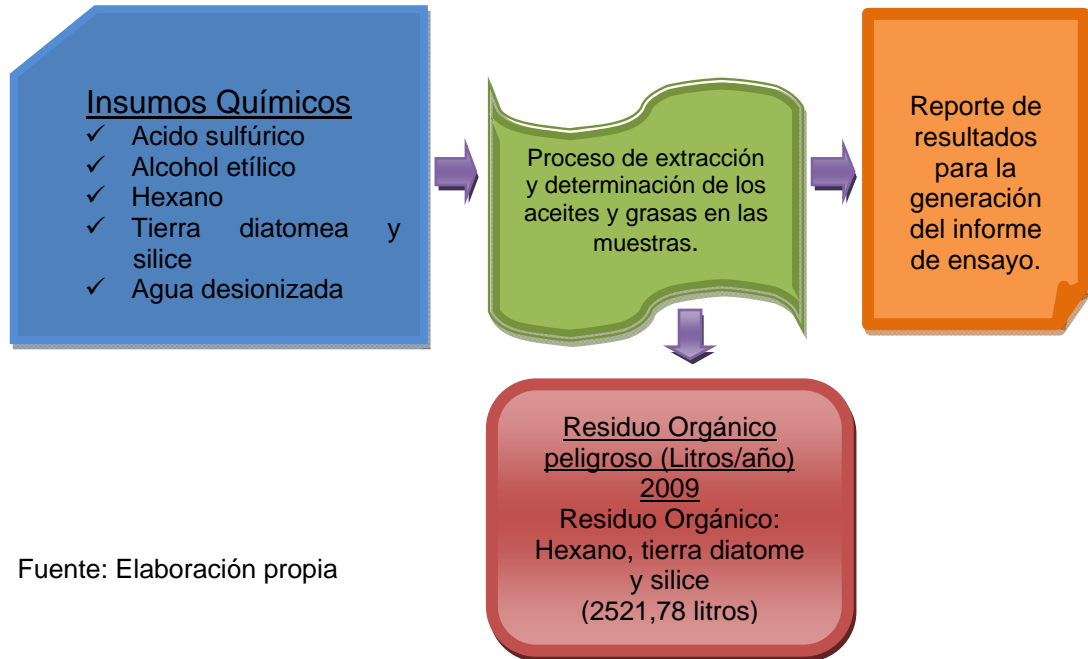 Insumos Químicos
✓ Acido sulfúrico
✓ Alcohol etílico
✓ Hexano
✓ Tierra diatomea y
silice
✓ Agua desionizada
Proceso de extracción
y determinación de los
aceites y grasas en las
muestras.
Reporte de
resultados
para la
generación
del informe
de ensayo.
Residuo Orgánico
peligroso (Litros/año)
2009
Residuo Orgánico:
Hexano, tierra diatome
y silice
(2521,78 litros)
Fuente: Elaboración propia